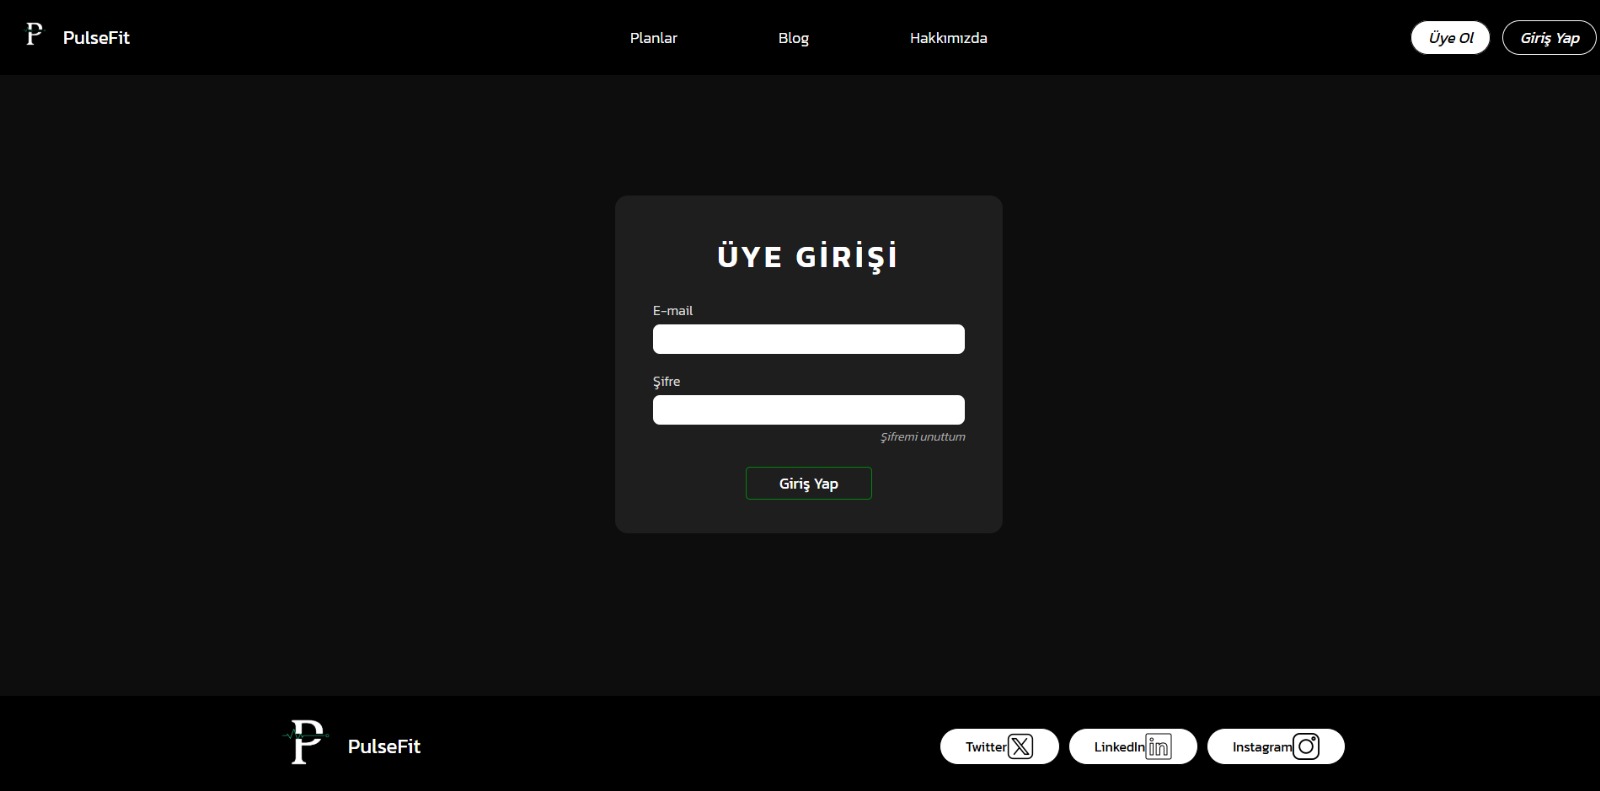 P PulseFit
Planlar Blog Hakkımızda
Üye Ol Giriş Yap
ÜYE GİRİŞİ
E-mail
Şifre
Şifremi unuttum
Giriş Yap
P PulseFit
Twitter LinkedIn in Instagram